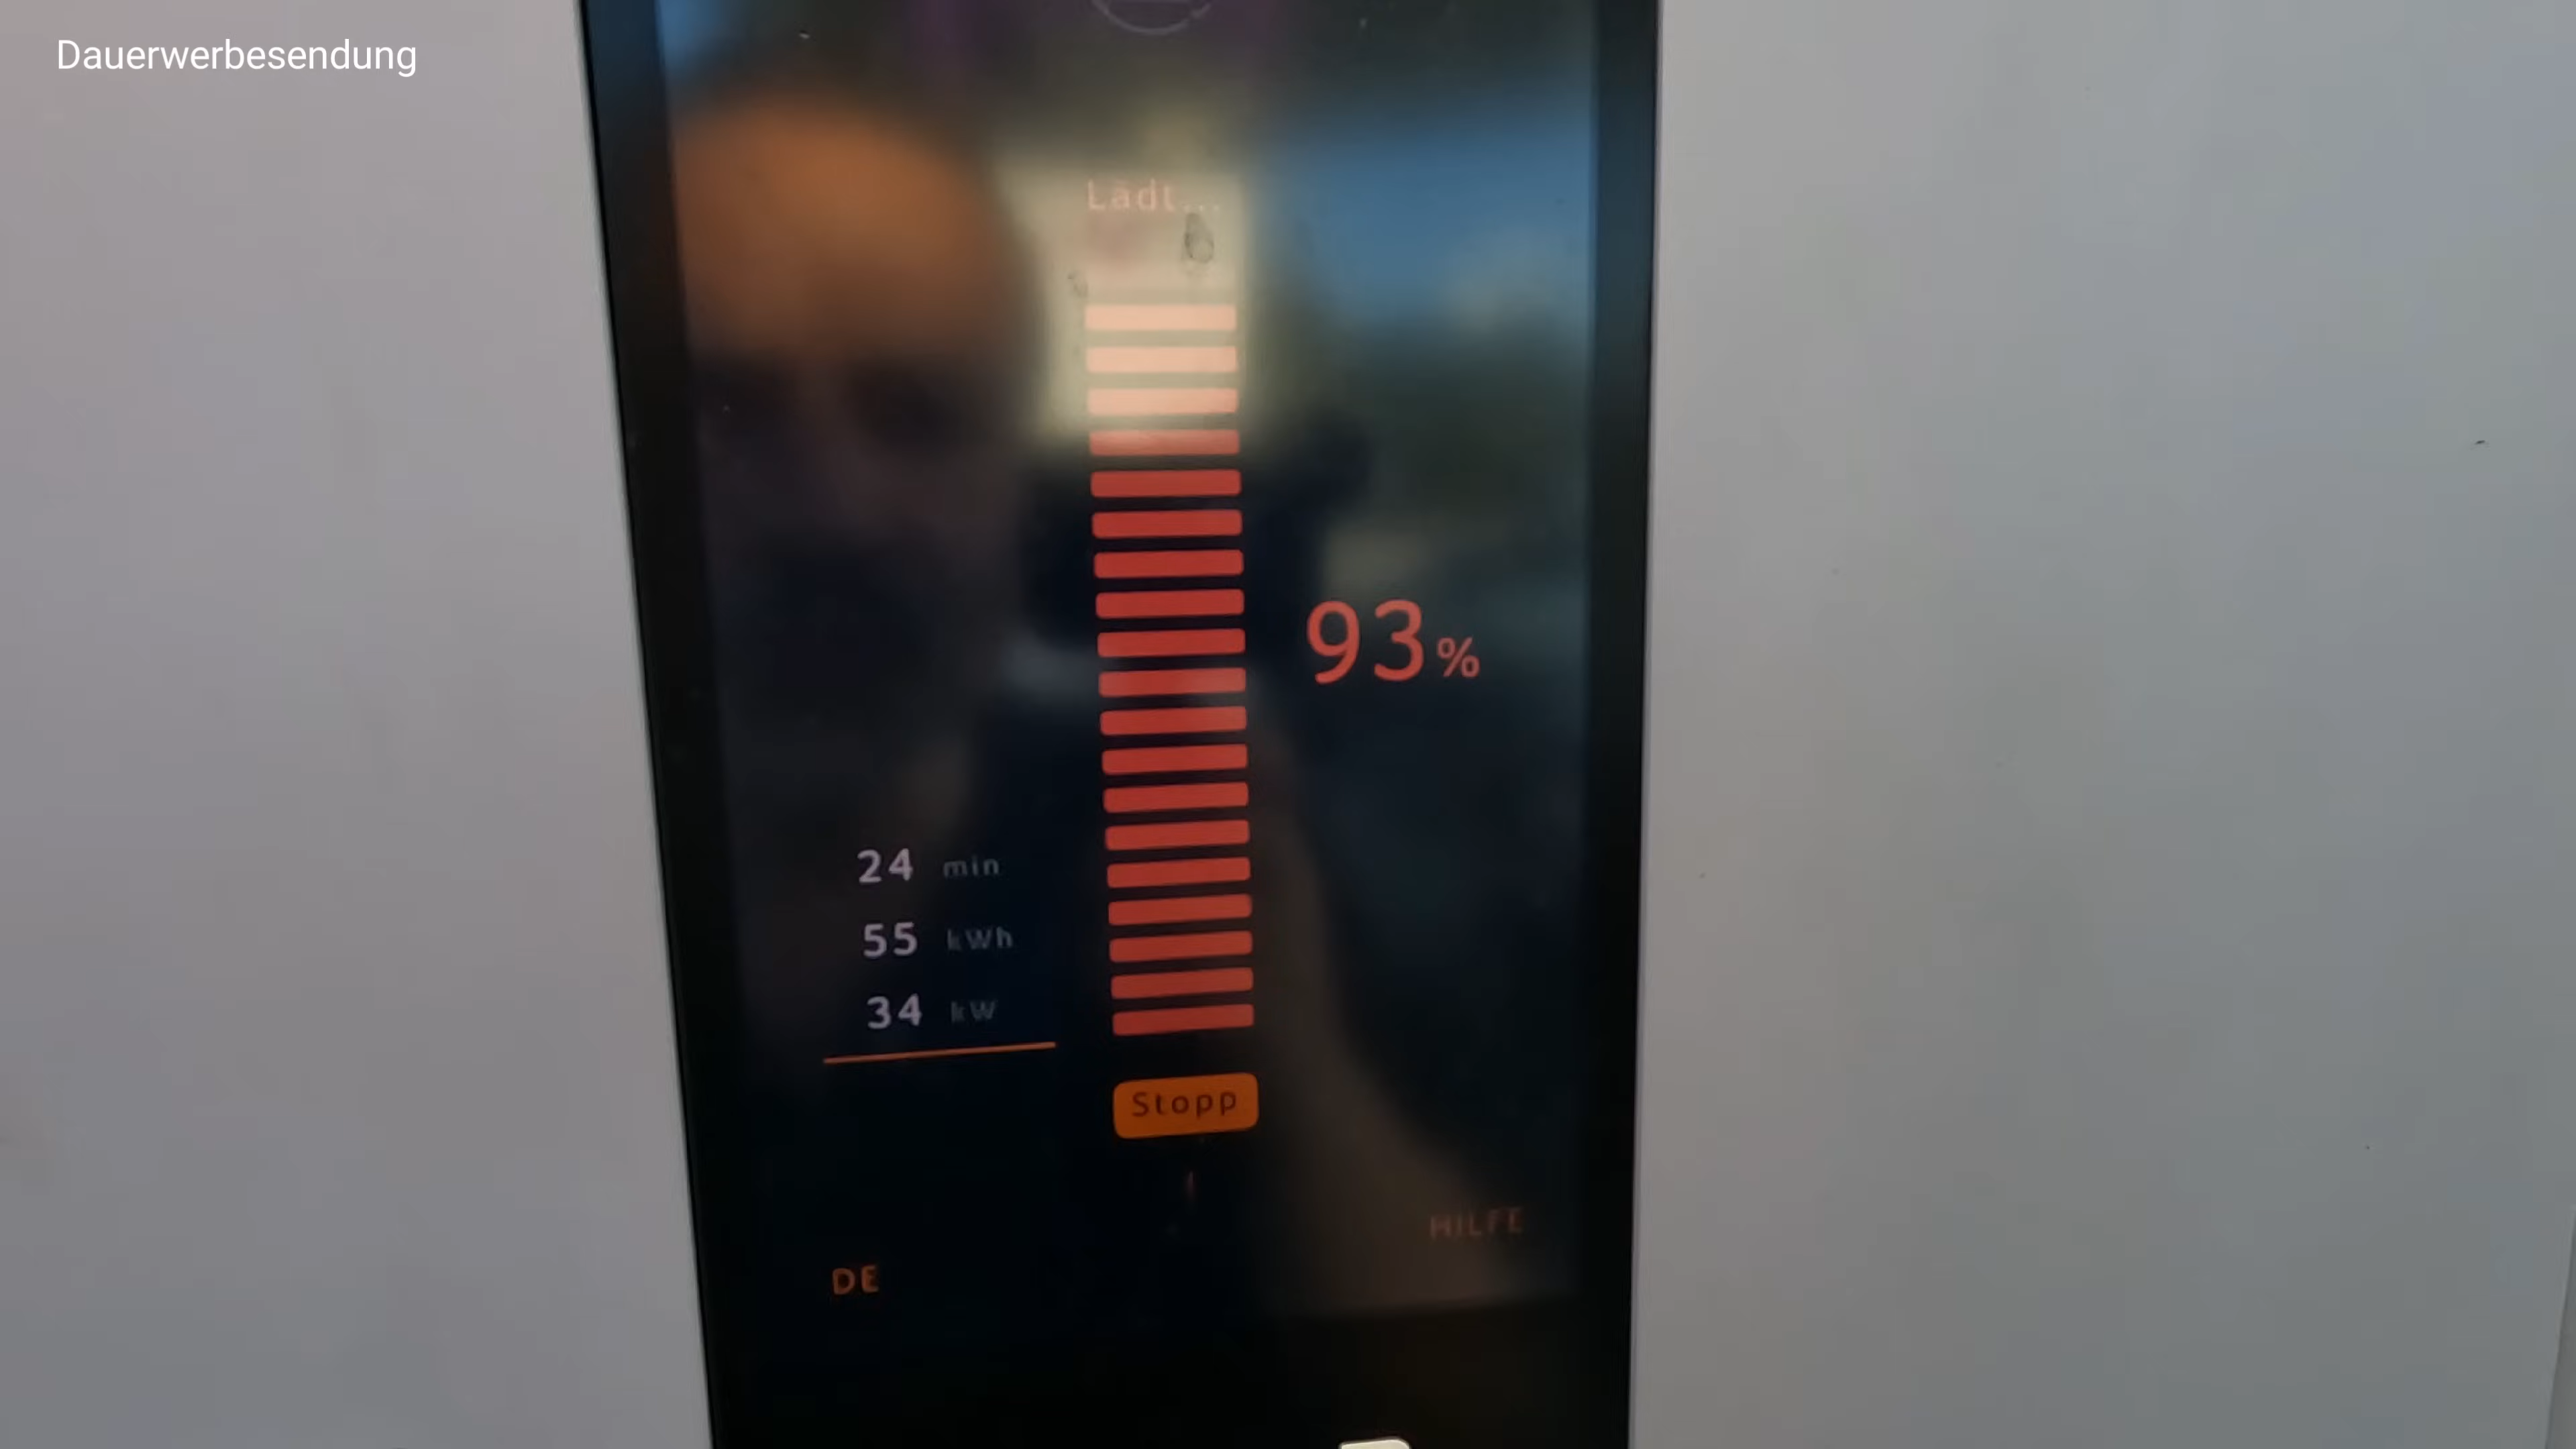 Dauerwerbesendung
Lädt...
93%
24 min
55 kWh
34 kW
Stopp
HILFE
DE